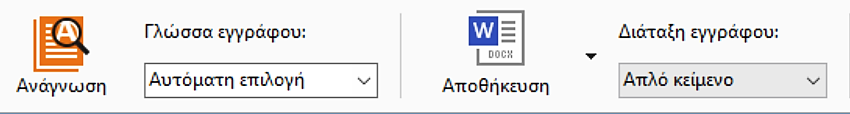 Γλώσσα εγγράφου:
Διάταξη εγγράφου:
A
W
DOCX
Ανάγνωση
Αυτόματη επιλογή
Αποθήκευση
Απλό κείμενο